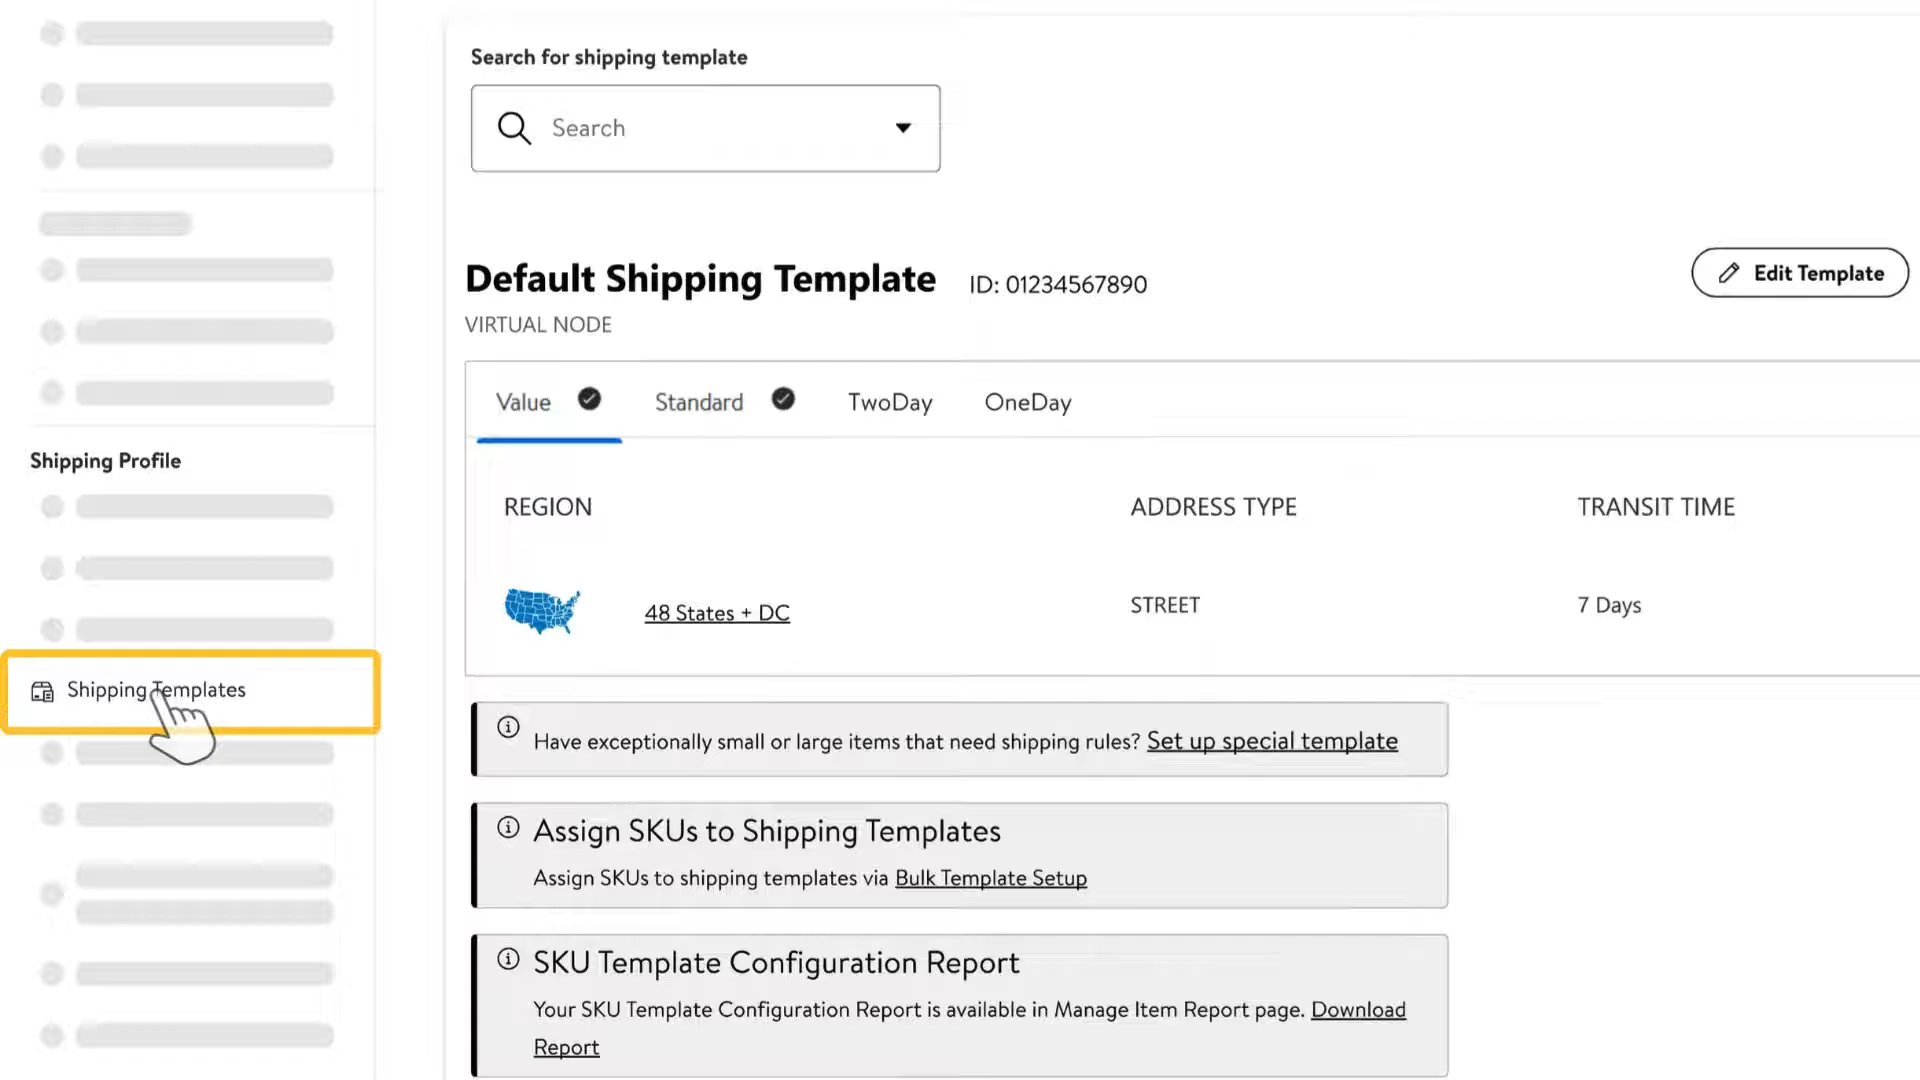 Search for shipping template
Search
Default Shipping Template ID: 01234567890
Edit Template
VIRTUAL NODE
Value Standard TwoDay OneDay
REGION ADDRESS TYPE TRANSIT TIME
48 States + DC STREET 7 Days
Shipping Profile
Shipping Templates
Have exceptionally small or large items that need shipping rules? Set up special template
Assign SKUs to Shipping Templates
Assign SKUs to shipping templates via Bulk Template Setup
SKU Template Configuration Report
Your SKU Template Configuration Report is available in Manage Item Report page. Download
Report